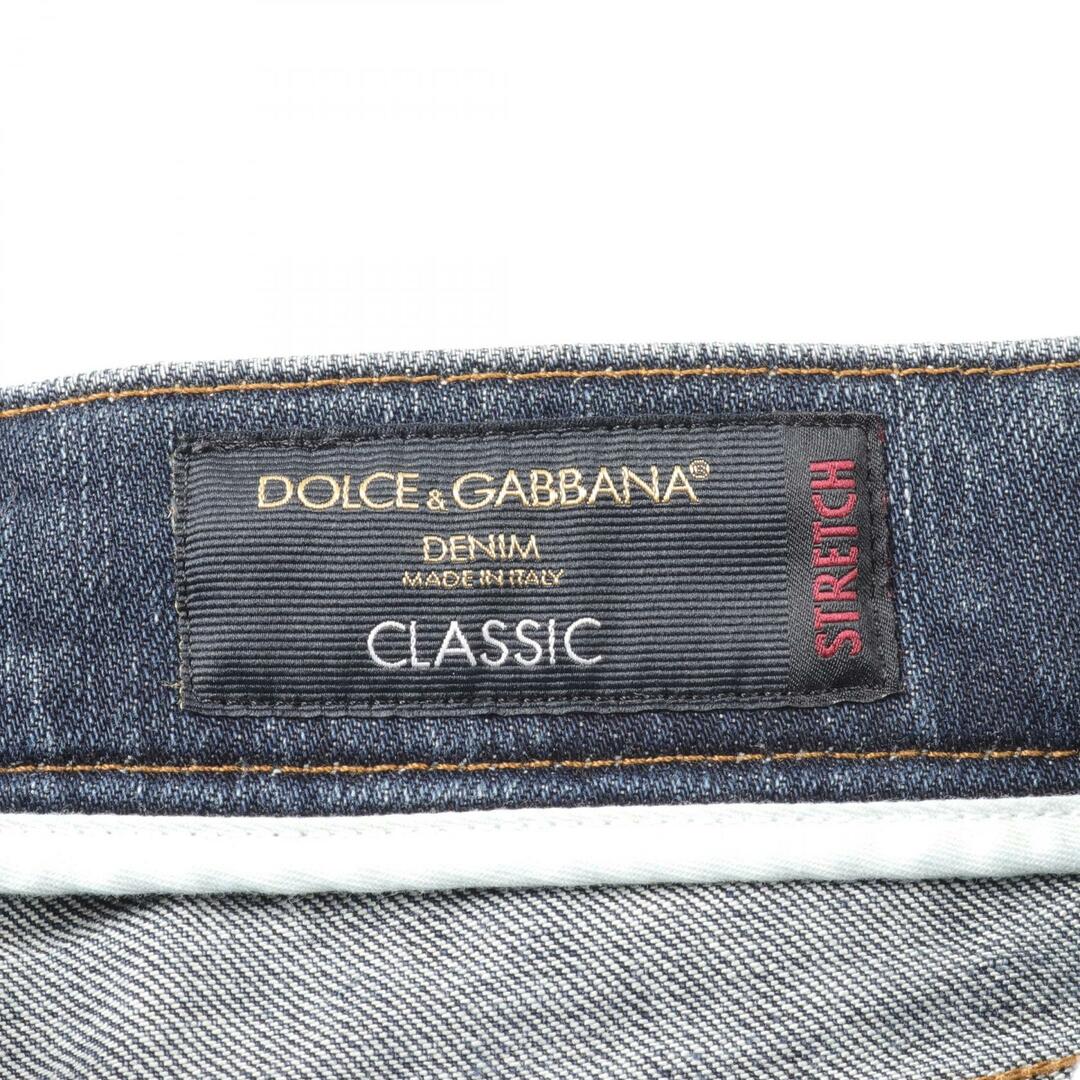 DOLCE & GABBANA®
DENIM
MADE IN ITALY
CLASSIC
STRETCH